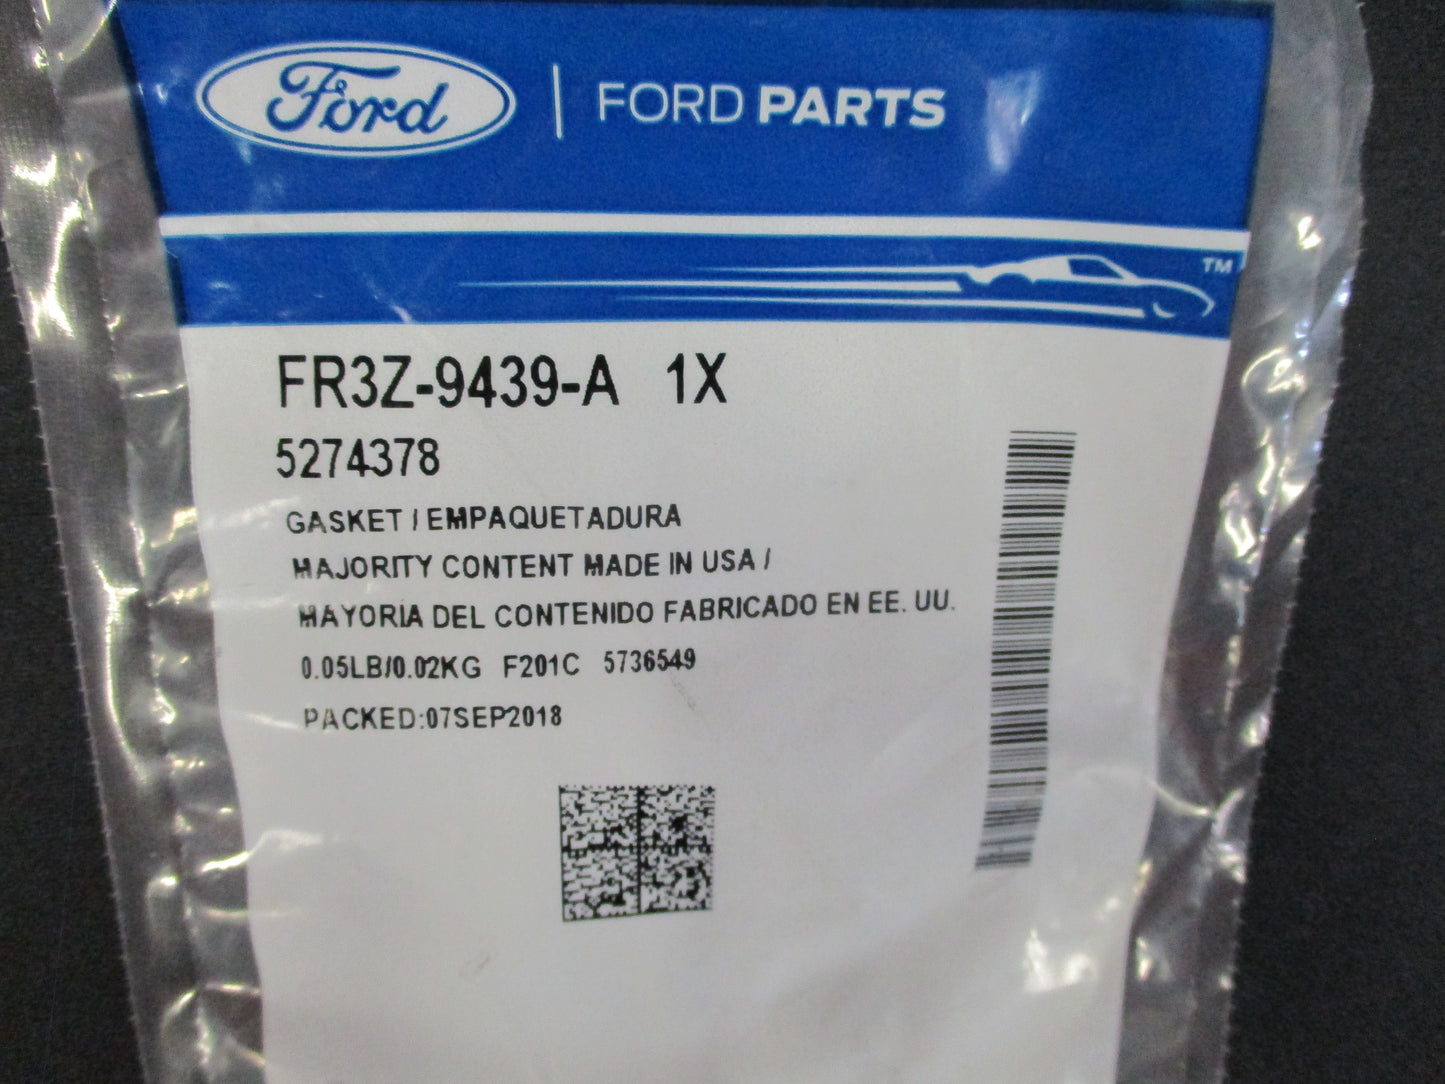 Ford | FORD PARTS
TM
FR3Z-9439-A 1X
5274378
GASKET / EMPAQUETADURA
MAJORITY CONTENT MADE IN USA /
MAYORIA DEL CONTENIDO FABRICADO EN EE. UU.
0.05LB/0.02KG F201C 5736549
PACKED:07SEP2018